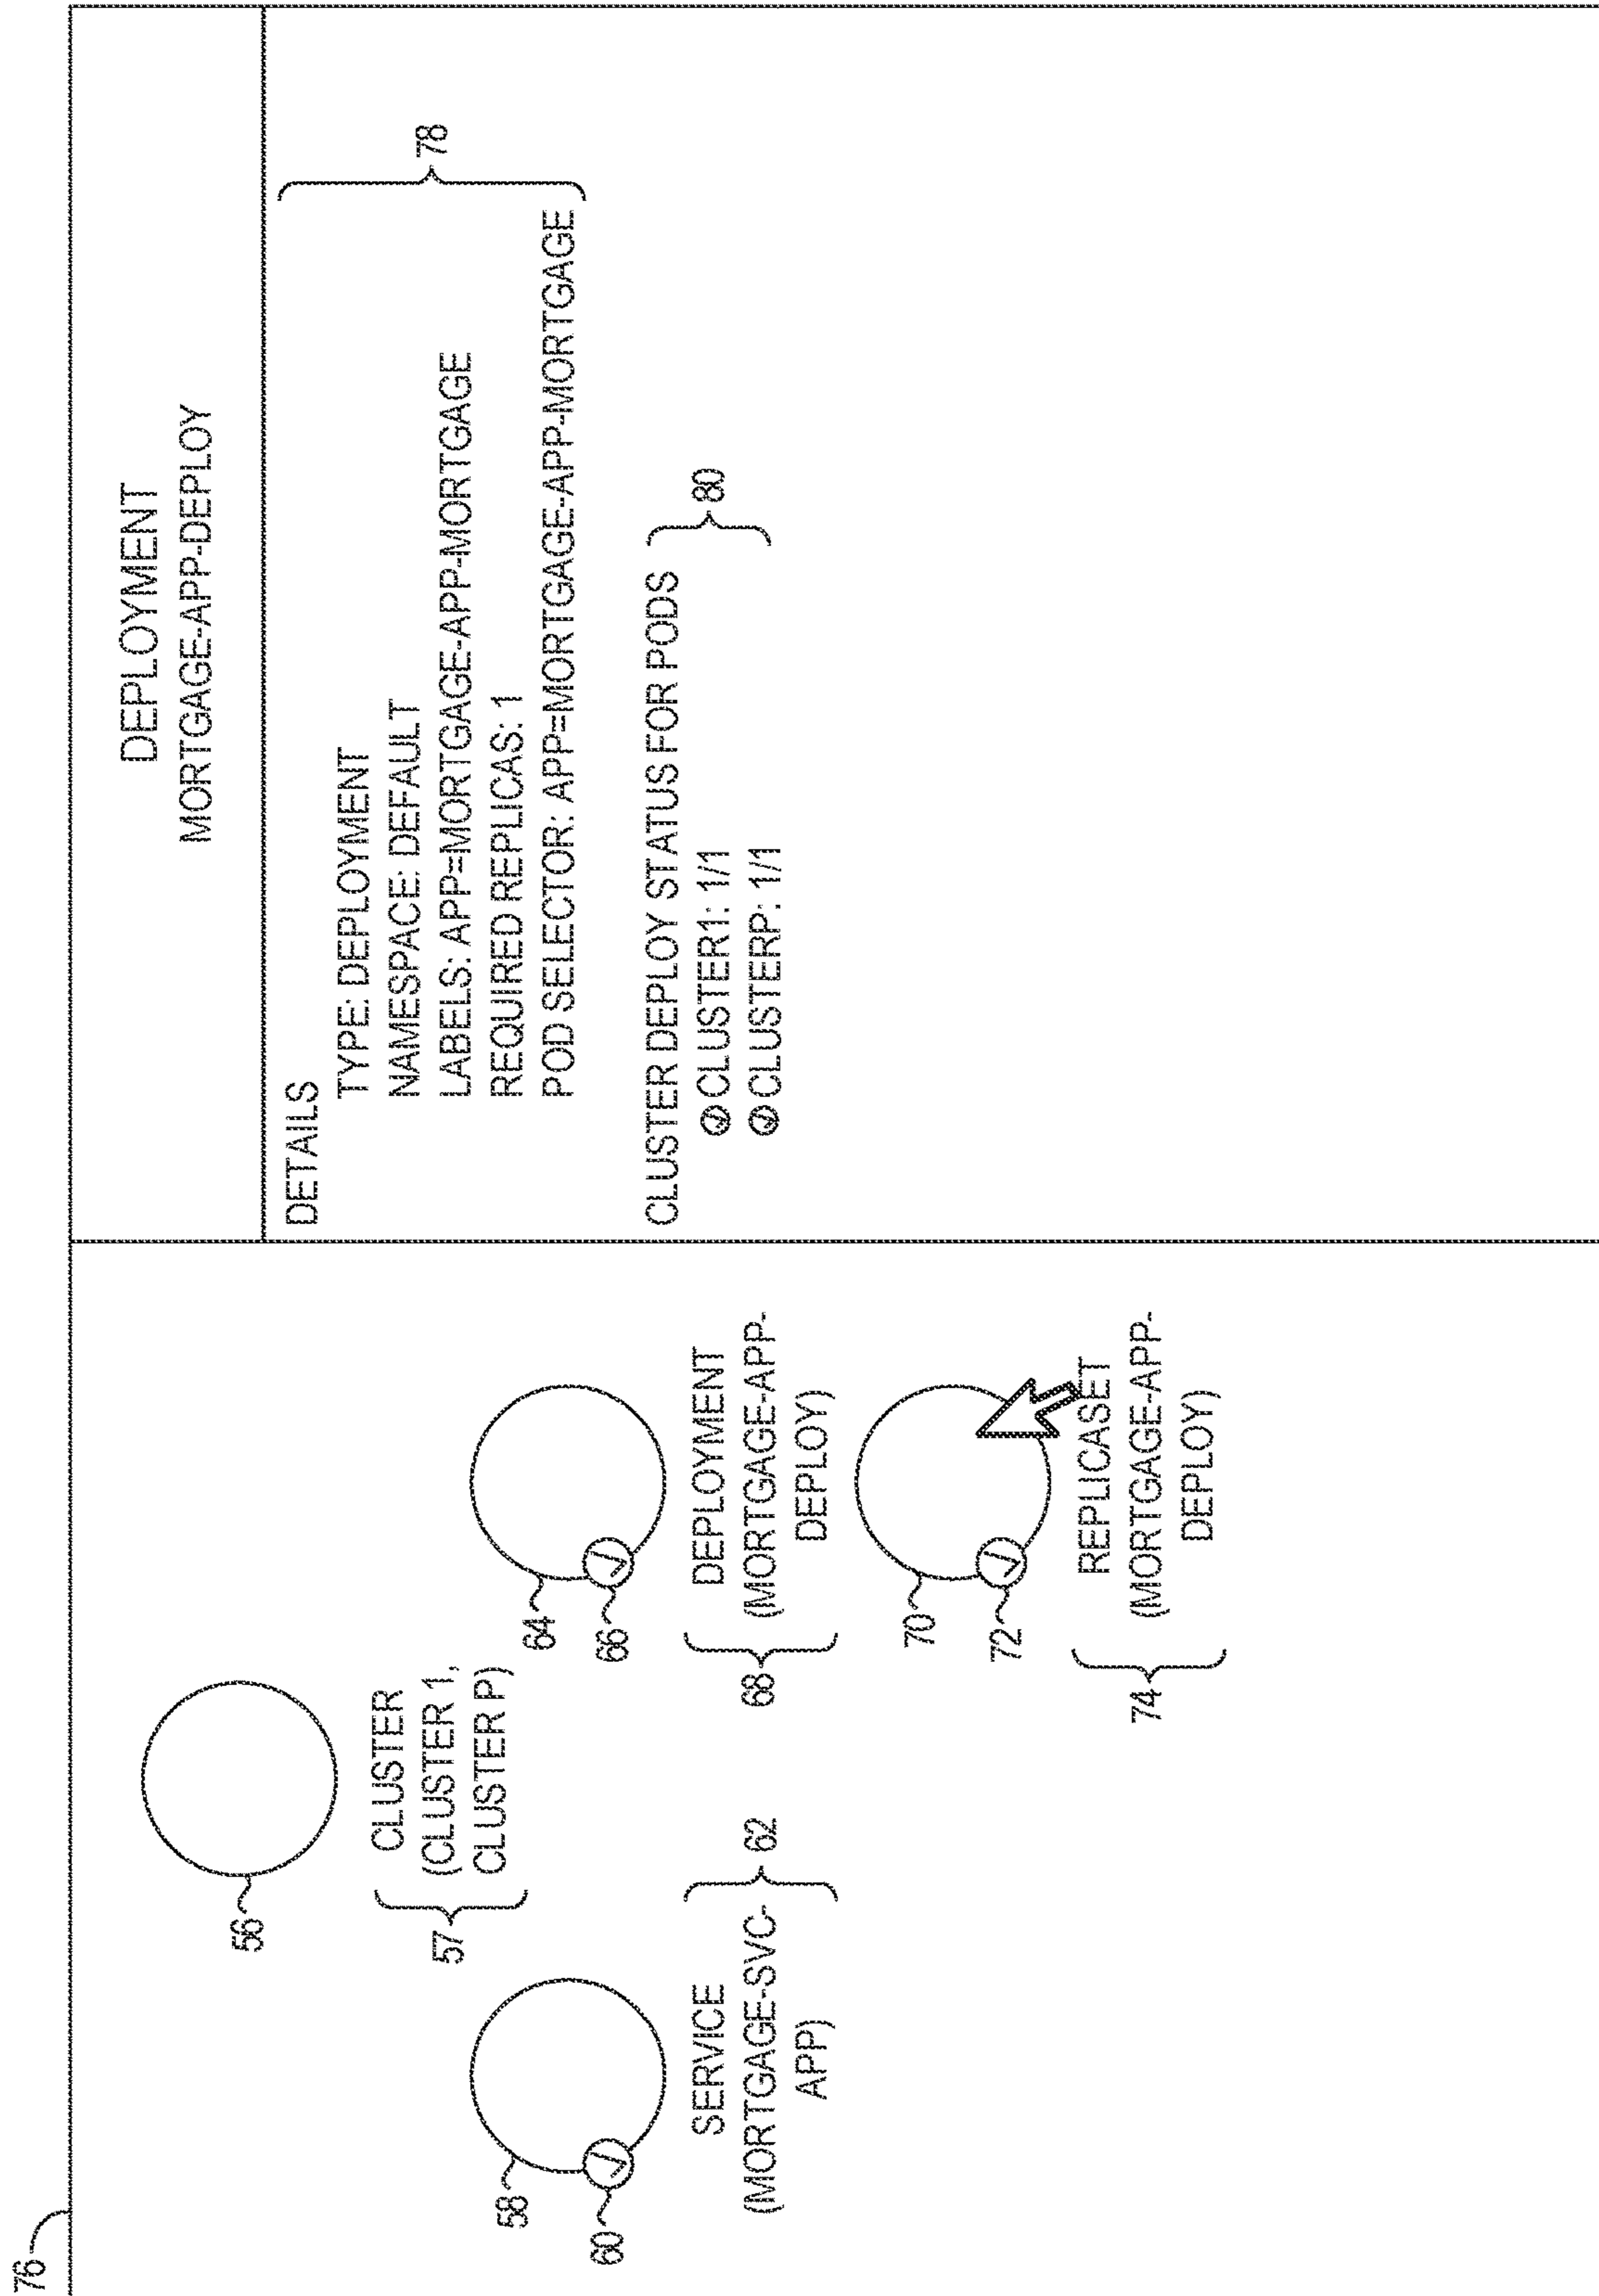 76
56
CLUSTER
(CLUSTER 1,
CLUSTER P)
57
58
60
SERVICE
(MORTGAGE-SVC-
APP)
62
64
66
DEPLOYMENT
(MORTGAGE-APP-
DEPLOY)
68
70
72
REPLICASET
(MORTGAGE-APP-
DEPLOY)
74
DEPLOYMENT
MORTGAGE-APP-DEPLOY
DETAILS
TYPE: DEPLOYMENT
NAMESPACE: DEFAULT
LABELS: APP=MORTGAGE-APP-MORTGAGE
REQUIRED REPLICAS: 1
POD SELECTOR: APP=MORTGAGE-APP-MORTGAGE
78
CLUSTER DEPLOY STATUS FOR PODS
CLUSTER1: 1/1
CLUSTERP: 1/1
80